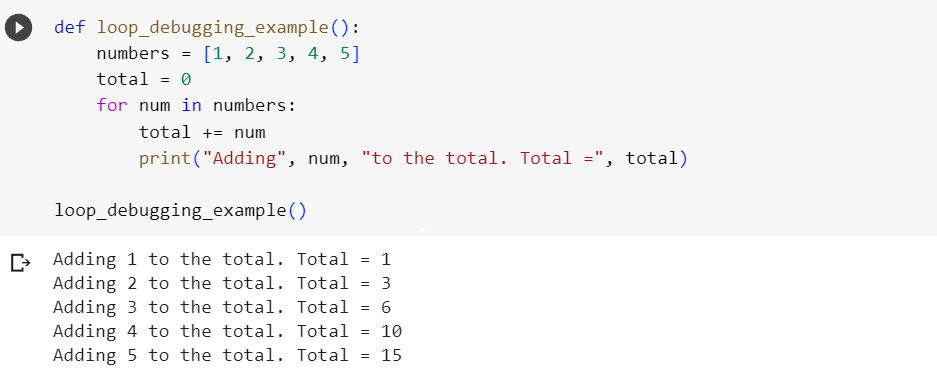 def loop_debugging_example():
    numbers = [1, 2, 3, 4, 5]
    total = 0
    for num in numbers:
        total += num
        print("Adding", num, "to the total. Total =", total)
loop_debugging_example()
Adding 1 to the total. Total = 1
Adding 2 to the total. Total = 3
Adding 3 to the total. Total = 6
Adding 4 to the total. Total = 10
Adding 5 to the total. Total = 15